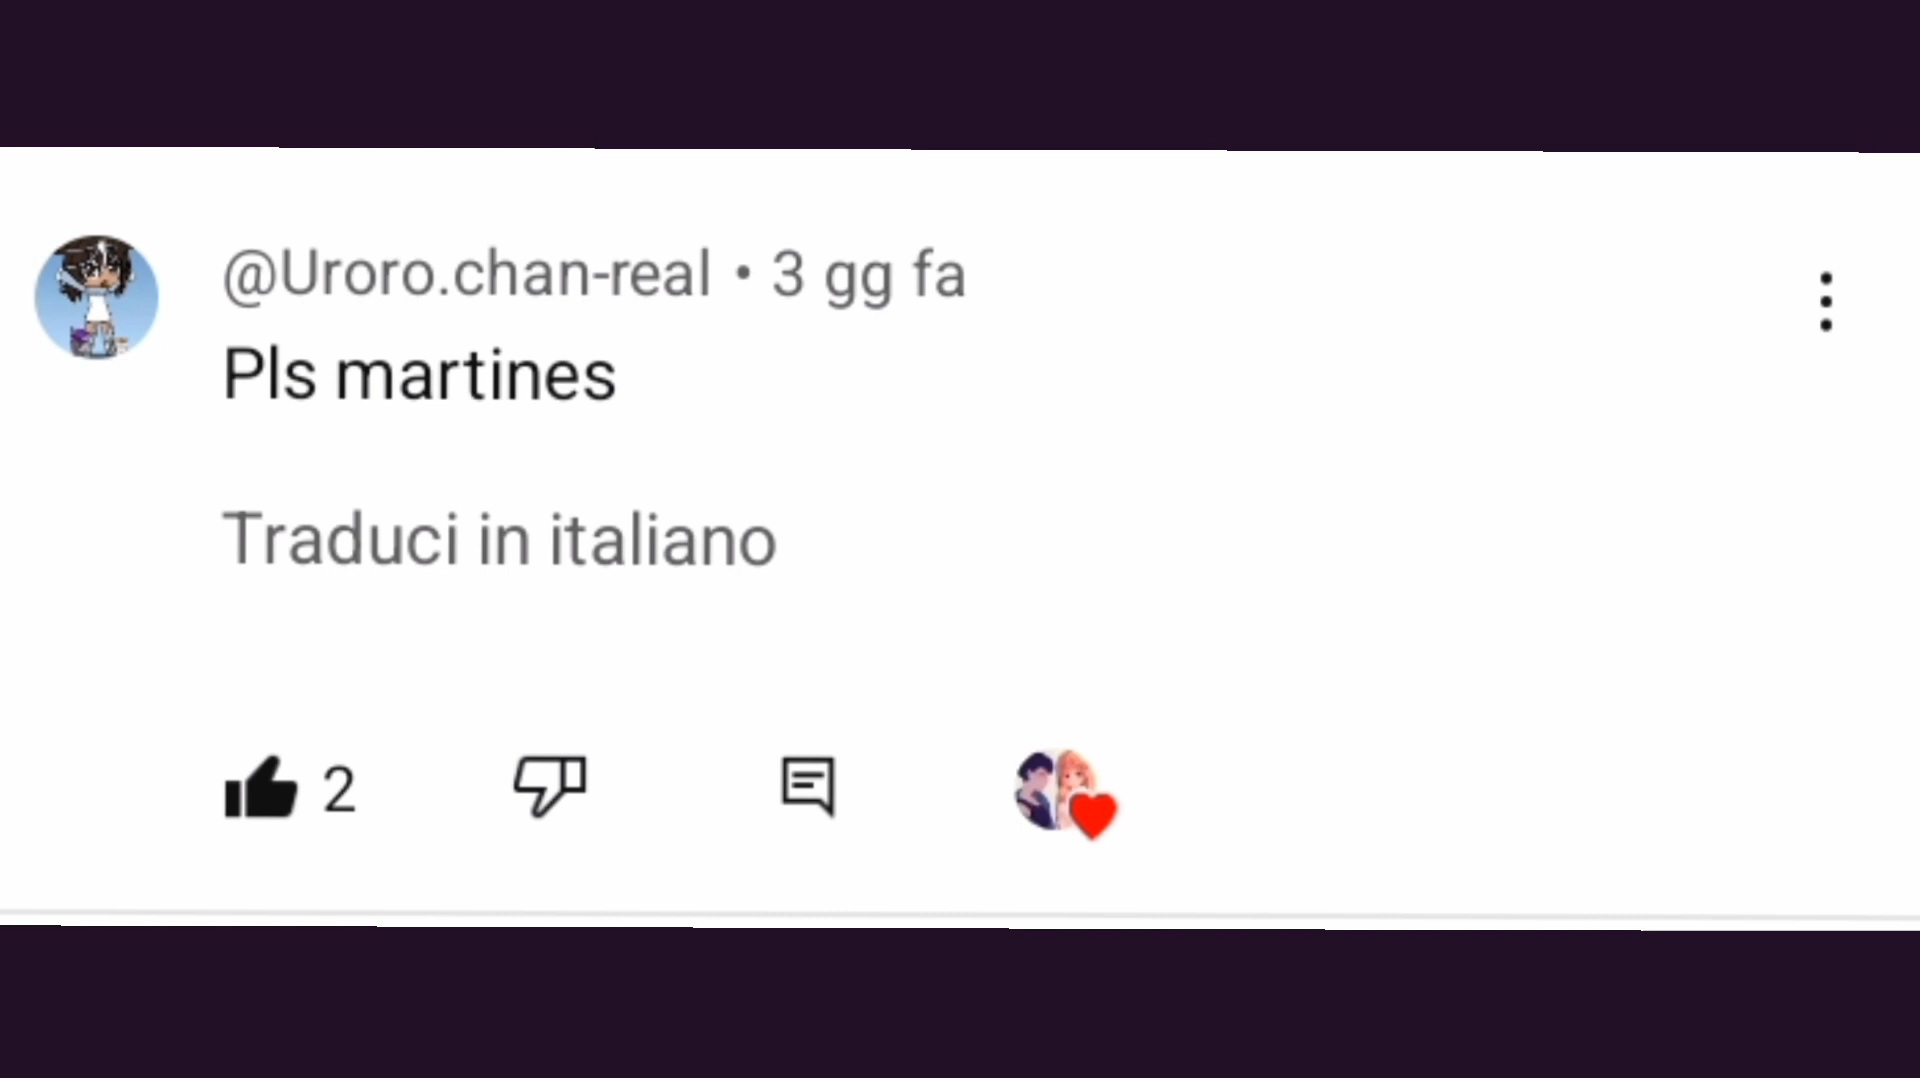 @Uroro.chan-real • 3 gg fa
Pls martines
Traduci in italiano
2